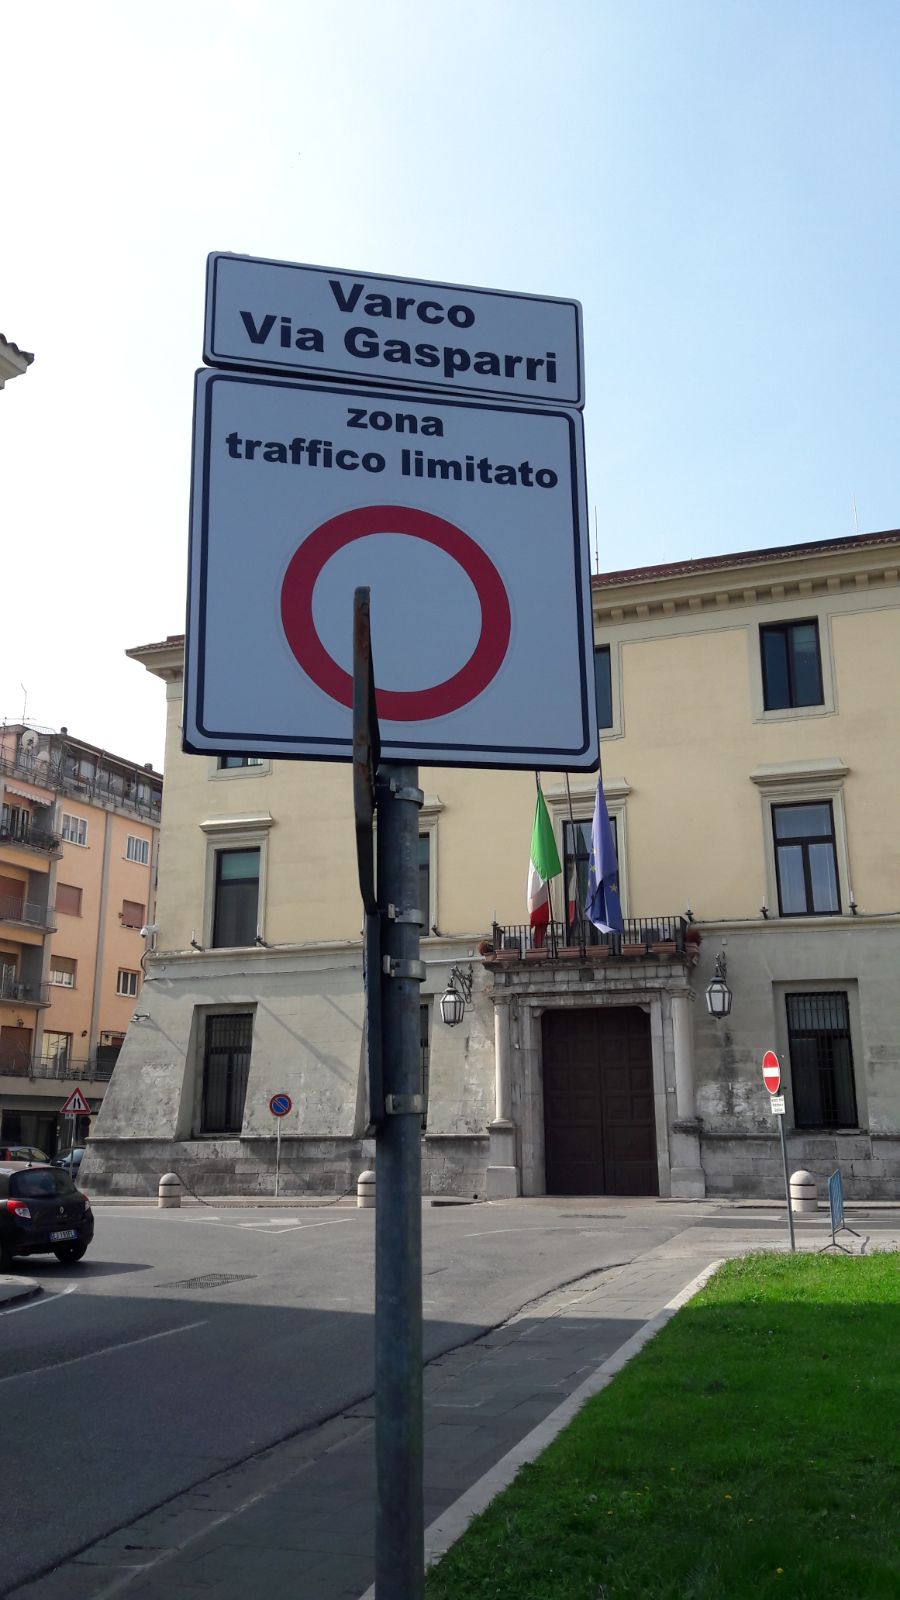 Varco
Via Gasparri
zona
traffico limitato